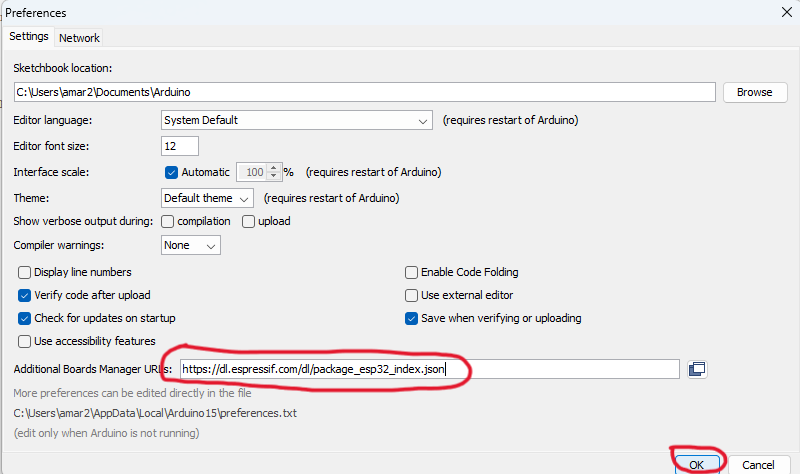 Preferences
Settings Network
Sketchbook location:
C:\Users\amar2\Documents\Arduino Browse
Editor language: System Default (requires restart of Arduino)
Editor font size: 12
Interface scale: Automatic 100 % (requires restart of Arduino)
Theme: Default theme (requires restart of Arduino)
Show verbose output during: compilation upload
Compiler warnings: None
Display line numbers Enable Code Folding
Verify code after upload Use external editor
Check for updates on startup Save when verifying or uploading
Use accessibility features
Additional Boards Manager URLs: https://dl.espressif.com/dl/package_esp32_index.json
More preferences can be edited directly in the file
C:\Users\amar2\AppData\Local\Arduino15\preferences.txt
(edit only when Arduino is not running)
OK Cancel